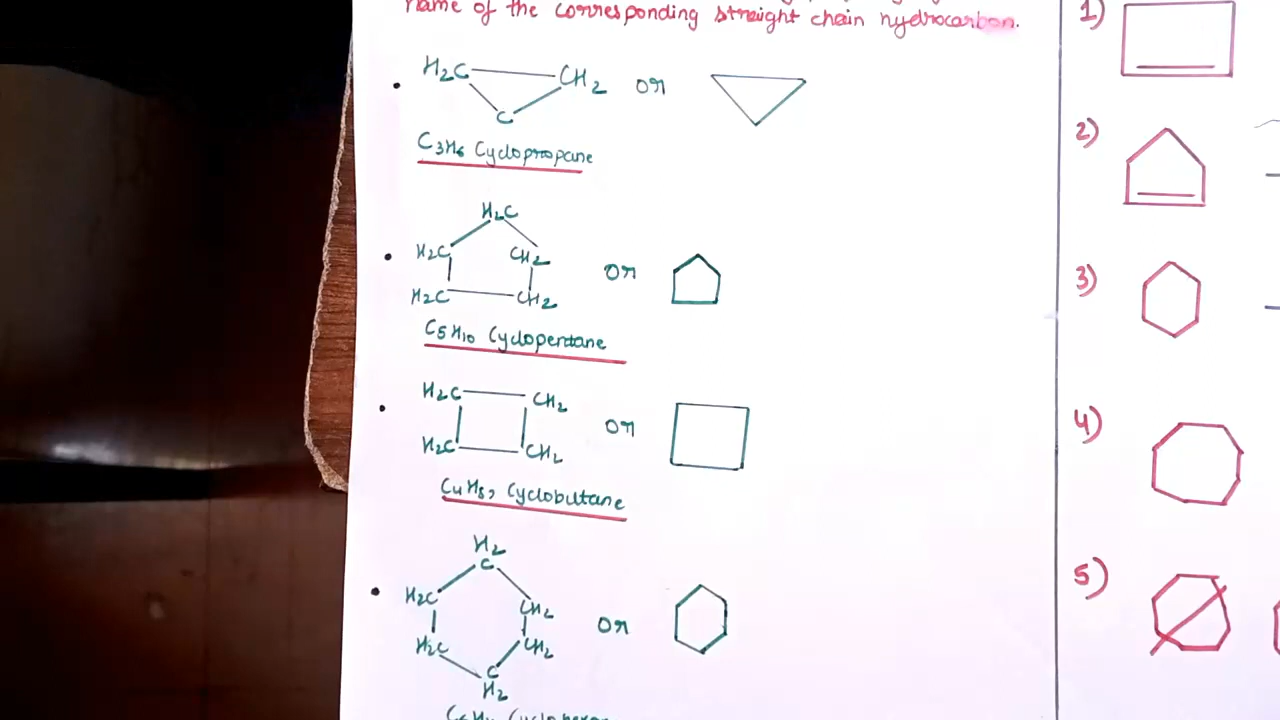 name of the corresponding straight chain hydrocarbon.
H₂C CH₂ or
C
C₃H₆ Cyclopropane
H₂C
H₂C CH₂ or
H₂C CH₂
C₅H₁₀ Cyclopentane
H₂C CH₂ or
H₂C CH₂
C₄H₈, Cyclobutane
H₂
C
H₂C CH₂ or
H₂C CH₂
C
H₂
1)
2)
3)
4)
5)